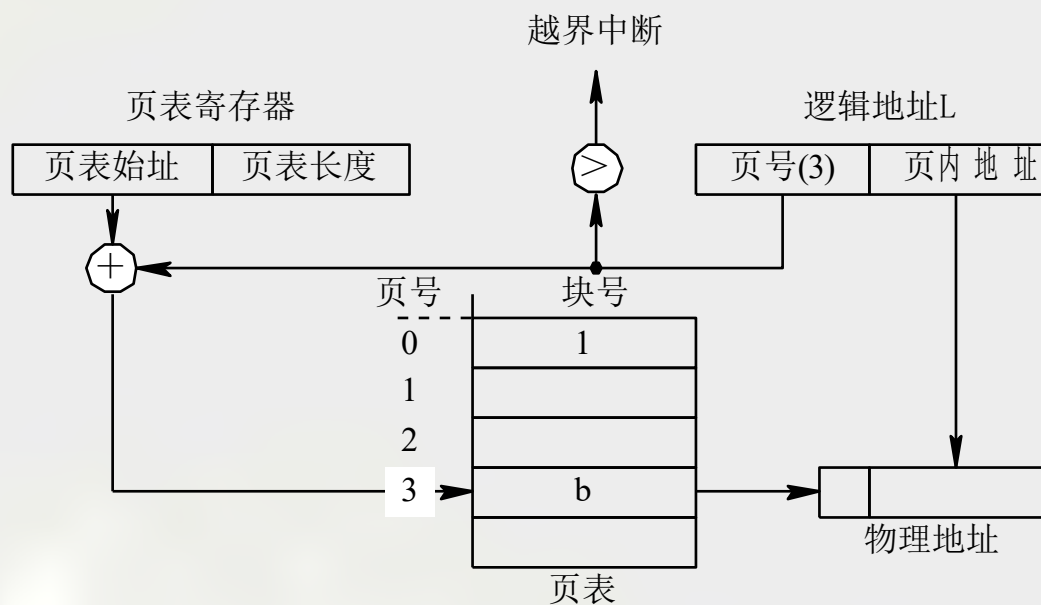 越界中断
页表寄存器
逻辑地址L
页表始址 页表长度
>
页号(3) 页内地址
+
页号 块号
0 1
1
2
3 b
物理地址
页表